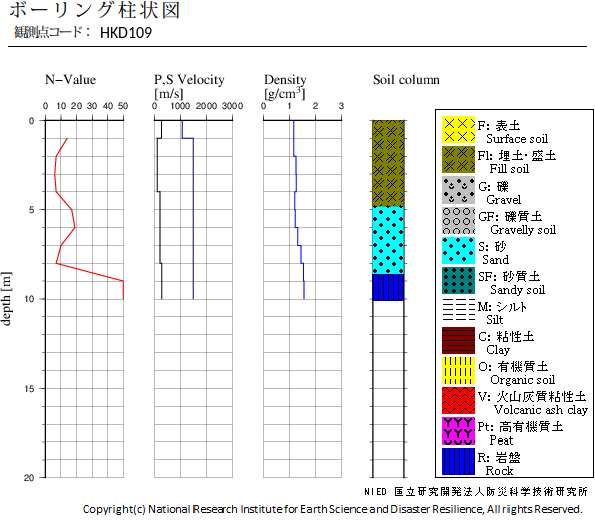 ボーリング柱状図
観測点コード： HKD109
N-Value
P,S Velocity
[m/s]
Density
[g/cm³]
Soil column
0 10 20 30 40 50
0 1000 2000 3000
0 1 2 3
0
5
10
15
20
depth [m]
F: 表土
Surface soil
Fl: 埋土・盛土
Fill soil
G: 礫
Gravel
GF: 礫質土
Gravelly soil
S: 砂
Sand
SF: 砂質土
Sandy soil
M: シルト
Silt
C: 粘性土
Clay
O: 有機質土
Organic soil
V: 火山灰質粘性土
Volcanic ash clay
Pt: 高有機質土
Peat
R: 岩盤
Rock
NIED 国立研究開発法人防災科学技術研究所
Copyright(c) National Research Institute for Earth Science and Disaster Resilience, All rights Reserved.